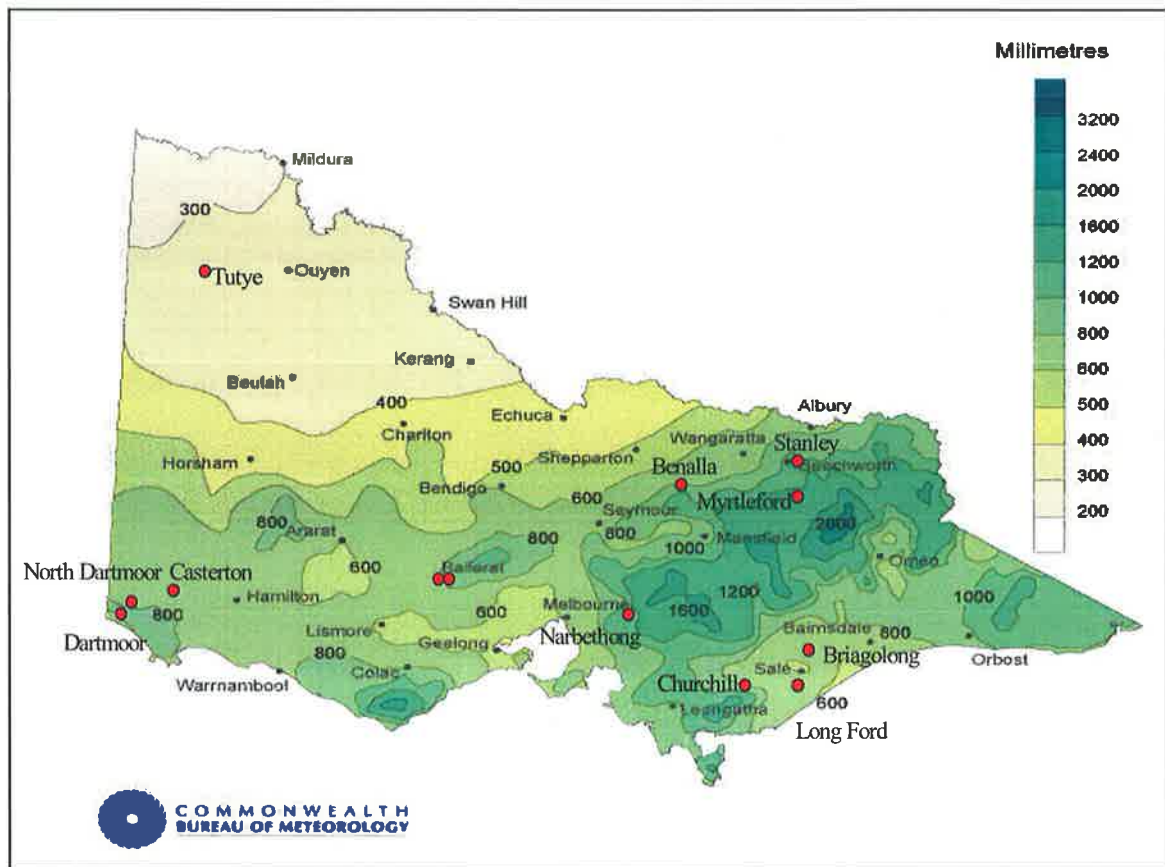 Millimetres
3200
2400
2000
1600
1200
1000
800
600
500
400
300
200
Mildura
300
Tutye
Ouyen
Swan Hill
Kerang
Beulah
400
Charlton
Echuca
Albury
Horsham
Shepparton
Wangaratta
Stanley
Beechworth
500
Bendigo
Benalla
600
Myrtleford
Seymour
800
Ararat
800
800
1000
Mansfield
2000
Omeo
600
Ballarat
North Dartmoor
Casterton
800
Hamilton
Dartmoor
Lismore
600
Geelong
Melbourne
Narbethong
1600
1200
1000
Bairnsdale
800
Briagolong
Orbost
800
Colac
Warrnambool
Churchill
Sale
600
Leongatha
Long Ford
COMMONWEALTH
BUREAU OF METEOROLOGY